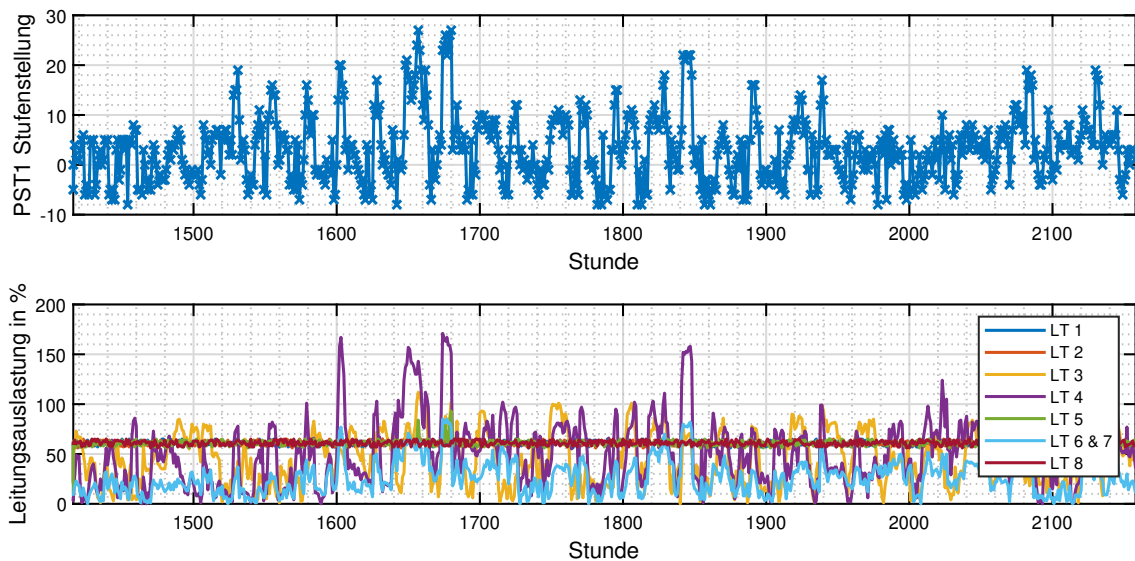 30
20
10
0
-10
PST1 Stufenstellung
1500 1600 1700 1800 1900 2000 2100
Stunde
200
150
100
50
0
Leitungsauslastung in %
LT 1
LT 2
LT 3
LT 4
LT 5
LT 6 & 7
LT 8
1500 1600 1700 1800 1900 2000 2100
Stunde